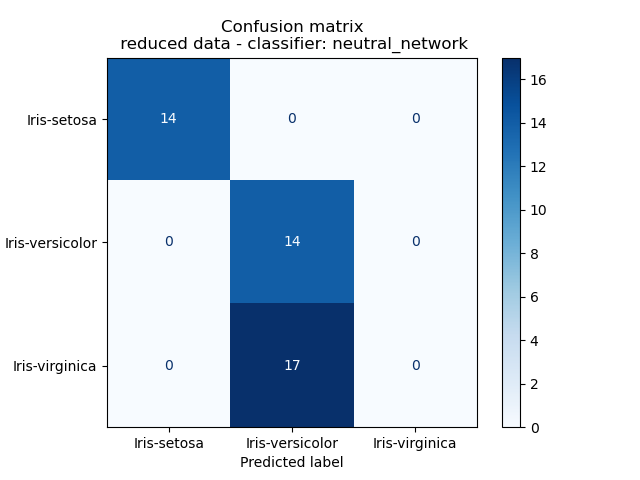 Confusion matrix
reduced data - classifier: neutral_network
Iris-setosa 14 0 0
Iris-versicolor 0 14 0
Iris-virginica 0 17 0
Iris-setosa Iris-versicolor Iris-virginica
Predicted label
16
14
12
10
8
6
4
2
0